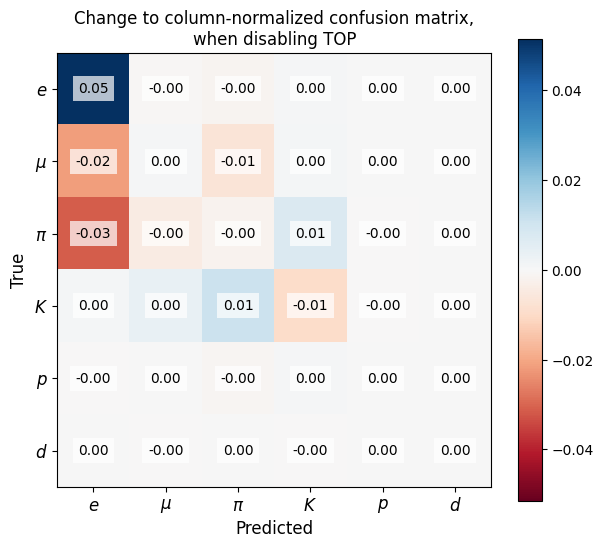 Change to column-normalized confusion matrix,
when disabling TOP
True
e 0.05 -0.00 -0.00 0.00 0.00 0.00
μ -0.02 0.00 -0.01 0.00 0.00 0.00
π -0.03 -0.00 -0.00 0.01 -0.00 0.00
K 0.00 0.00 0.01 -0.01 -0.00 0.00
p -0.00 0.00 -0.00 0.00 0.00 0.00
d 0.00 -0.00 0.00 -0.00 0.00 0.00
e μ π K p d
Predicted
0.04
0.02
0.00
−0.02
−0.04